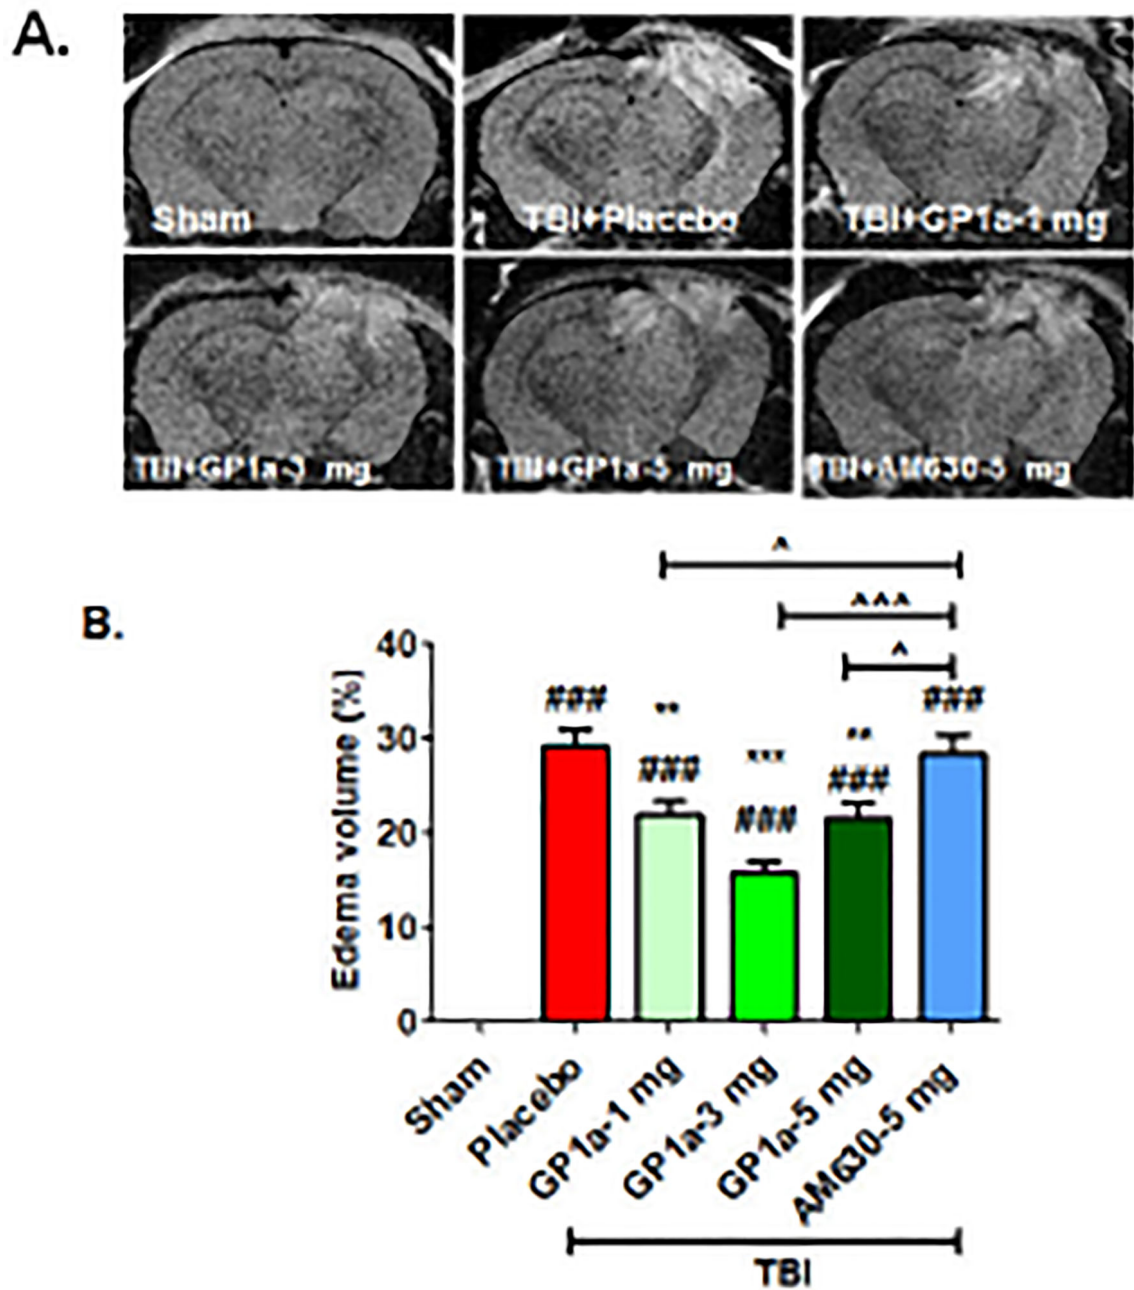 A.
Sham
TBI+Placebo
TBI+GP1a-1 mg
TBI+GP1a-3 mg
TBI+GP1a-5 mg
TBI+AM630-5 mg
^
^^^
B.
^
40
###
**
###
30
***
**
###
###
###
20
10
0
Edema volume (%)
Sham
Placebo
GP1a-1 mg
GP1a-3 mg
GP1a-5 mg
AM630-5 mg
TBI